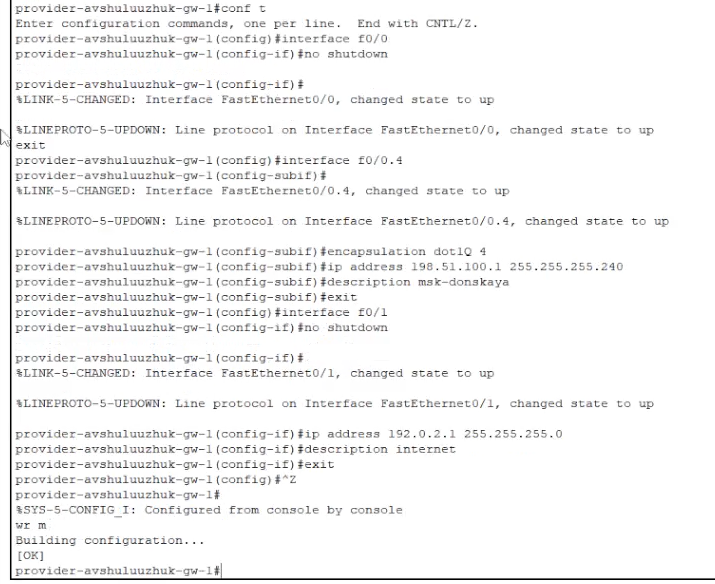 provider-avshuluuzhuk-gw-1#conf t
Enter configuration commands, one per line.  End with CNTL/Z.
provider-avshuluuzhuk-gw-1(config)#interface f0/0
provider-avshuluuzhuk-gw-1(config-if)#no shutdown
provider-avshuluuzhuk-gw-1(config-if)#
%LINK-5-CHANGED: Interface FastEthernet0/0, changed state to up
%LINEPROTO-5-UPDOWN: Line protocol on Interface FastEthernet0/0, changed state to up
exit
provider-avshuluuzhuk-gw-1(config)#interface f0/0.4
provider-avshuluuzhuk-gw-1(config-subif)#
%LINK-5-CHANGED: Interface FastEthernet0/0.4, changed state to up
%LINEPROTO-5-UPDOWN: Line protocol on Interface FastEthernet0/0.4, changed state to up
provider-avshuluuzhuk-gw-1(config-subif)#encapsulation dot1Q 4
provider-avshuluuzhuk-gw-1(config-subif)#ip address 198.51.100.1 255.255.255.240
provider-avshuluuzhuk-gw-1(config-subif)#description msk-donskaya
provider-avshuluuzhuk-gw-1(config-subif)#exit
provider-avshuluuzhuk-gw-1(config)#interface f0/1
provider-avshuluuzhuk-gw-1(config-if)#no shutdown
provider-avshuluuzhuk-gw-1(config-if)#
%LINK-5-CHANGED: Interface FastEthernet0/1, changed state to up
%LINEPROTO-5-UPDOWN: Line protocol on Interface FastEthernet0/1, changed state to up
provider-avshuluuzhuk-gw-1(config-if)#ip address 192.0.2.1 255.255.255.0
provider-avshuluuzhuk-gw-1(config-if)#description internet
provider-avshuluuzhuk-gw-1(config-if)#exit
provider-avshuluuzhuk-gw-1(config)#^Z
provider-avshuluuzhuk-gw-1#
%SYS-5-CONFIG_I: Configured from console by console
wr m
Building configuration...
[OK]
provider-avshuluuzhuk-gw-1#